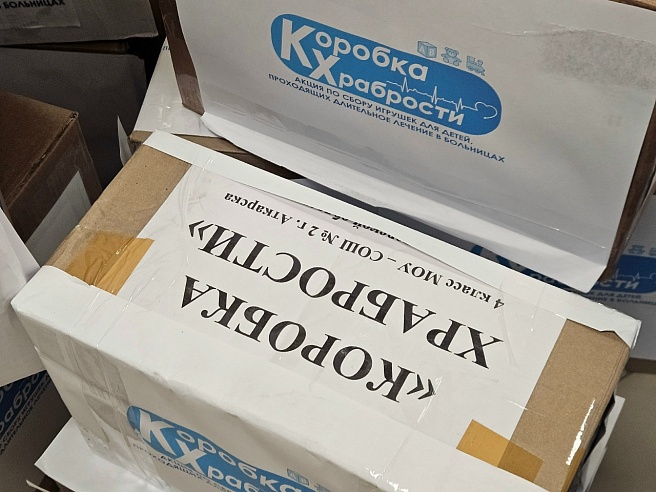 БОЛЬНИЦАХ
Коробка
Храбрости
АКЦИЯ ПО СБОРУ ИГРУШЕК ДЛЯ ДЕТЕЙ,
ПРОХОДЯЩИХ ДЛИТЕЛЬНОЕ ЛЕЧЕНИЕ В БОЛЬНИЦАХ
«КОРОБКА
ХРАБРОСТИ»
4 класс МОУ – СОШ № 2 г. Аткарска
Коробка
Храбрости